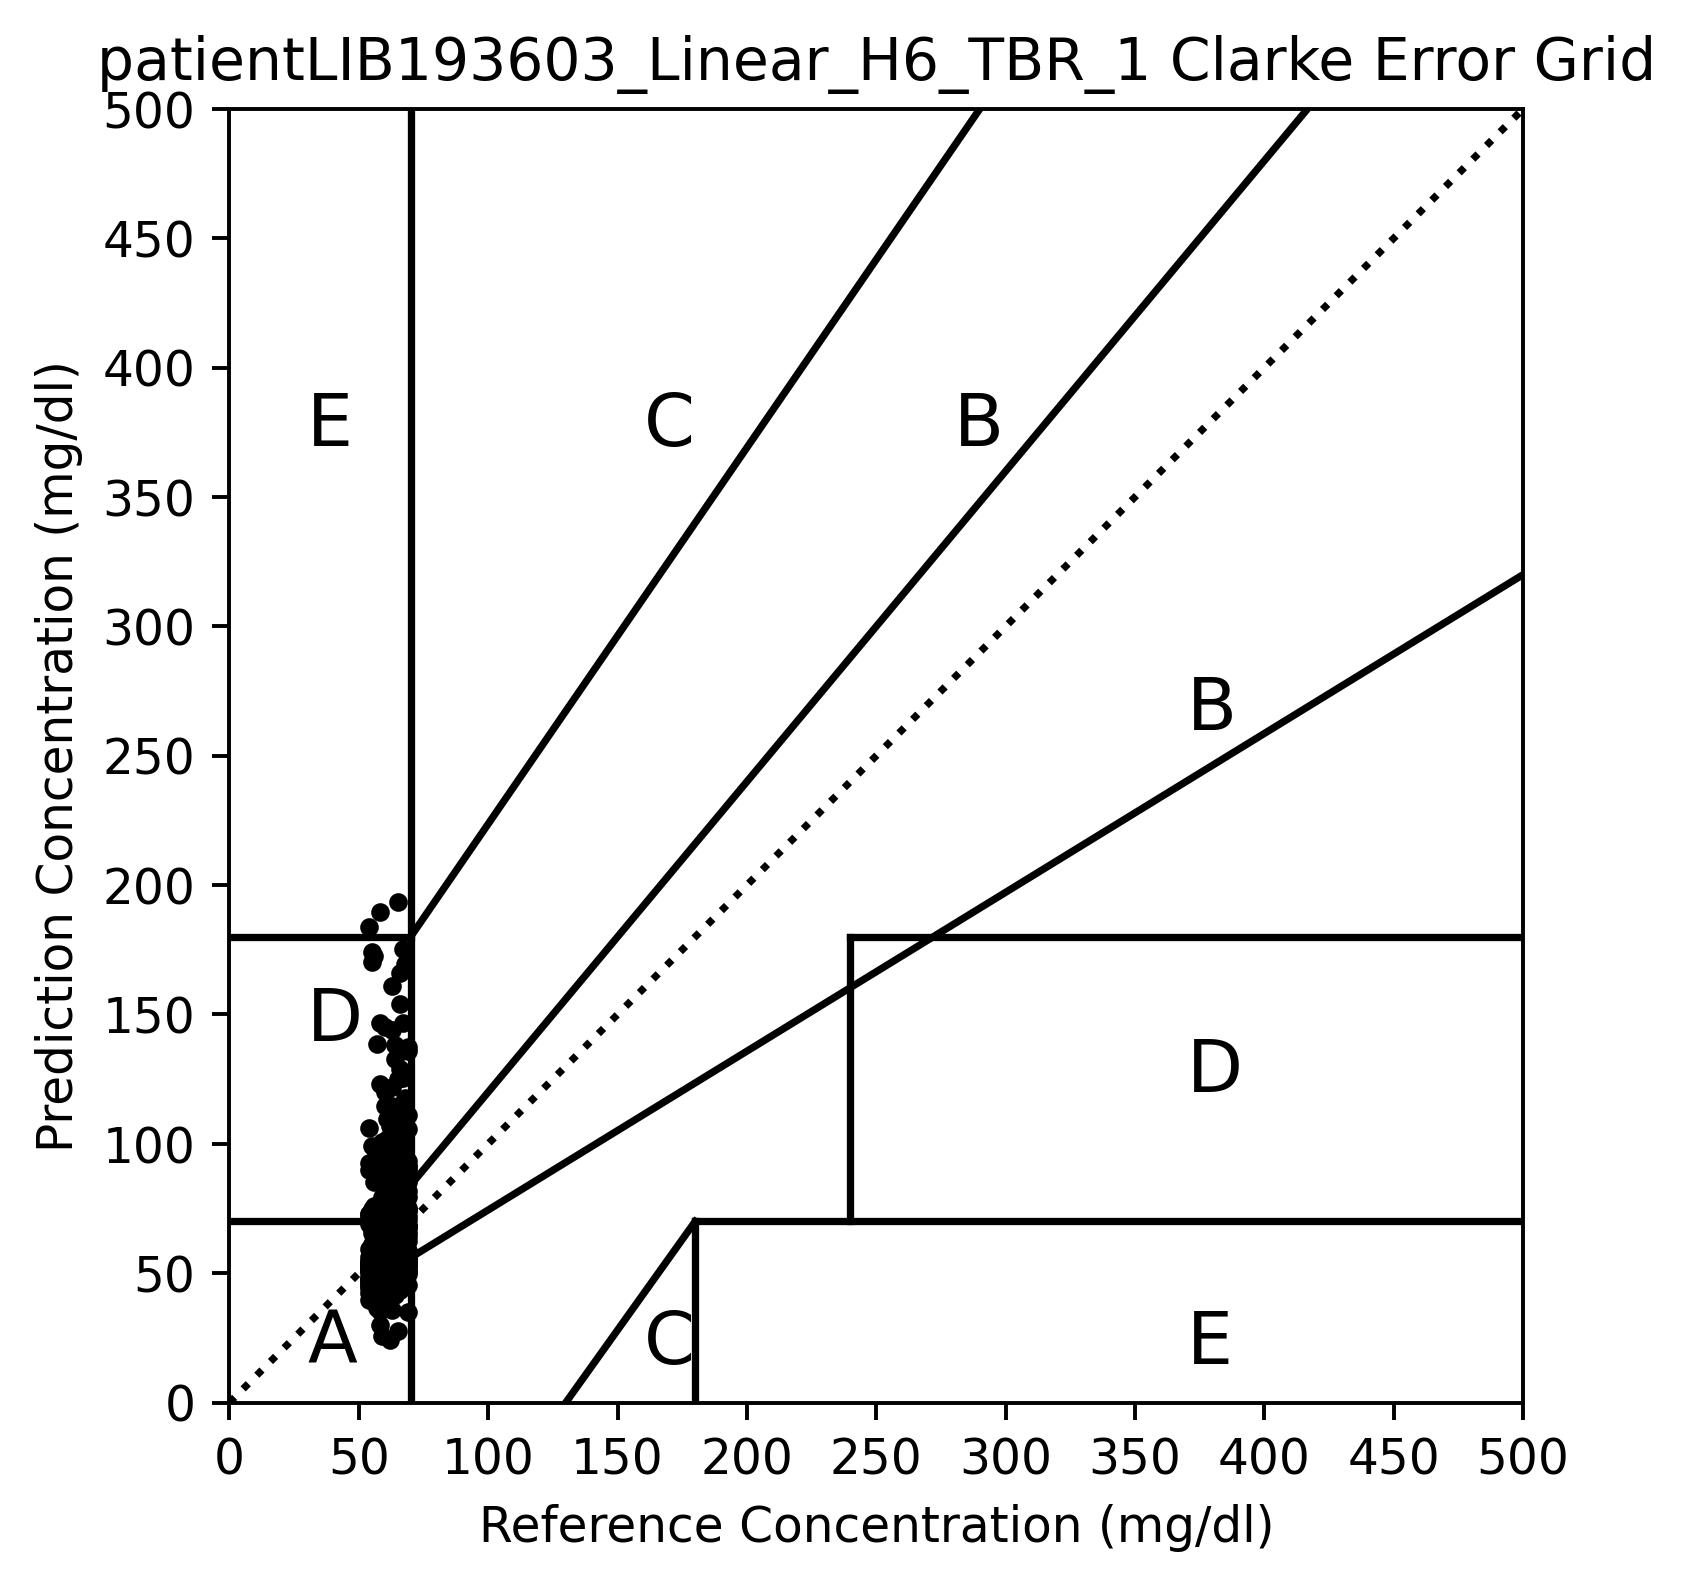 patientLIB193603_Linear_H6_TBR_1 Clarke Error Grid
500
450
400
350
300
250
200
150
100
50
0
Prediction Concentration (mg/dl)
E
C
B
B
D
D
A
C
E
0 50 100 150 200 250 300 350 400 450 500
Reference Concentration (mg/dl)